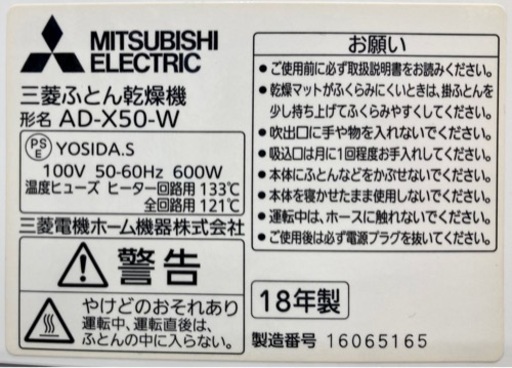 MITSUBISHI
ELECTRIC
三菱ふとん乾燥機
形名 AD-X50-W
PS
E YOSIDA.S
100V 50-60Hz 600W
温度ヒューズ ヒーター回路用 133℃
全回路用 121℃
三菱電機ホーム機器株式会社
警告
やけどのおそれあり
運転中、運転直後は、
ふとんの中に入らない。
お願い
●ご使用前に必ず取扱説明書をお読みください。
●乾燥マットがふくらみにくいときは、掛ふとんを
少し持ち上げてふくらみやすくしてください。
●吹出口に手や物を入れないでください。
●吸込口は月に1回程度お手入れしてください。
●本体にふとんなどをかぶせないでください。
●本体を寝かせたまま使用しないでください。
●運転中は、ホースに触れないでください。
●ご使用後は必ず電源プラグを抜いてください。
18年製
製造番号 16065165